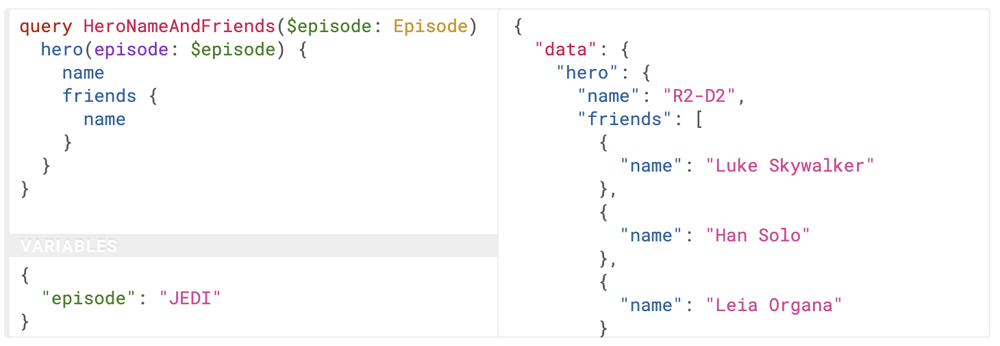 query HeroNameAndFriends($episode: Episode)
  hero(episode: $episode) {
    name
    friends {
      name
    }
  }
}
VARIABLES
{
  "episode": "JEDI"
}
{
  "data": {
    "hero": {
      "name": "R2-D2",
      "friends": [
        {
          "name": "Luke Skywalker"
        },
        {
          "name": "Han Solo"
        },
        {
          "name": "Leia Organa"
        }